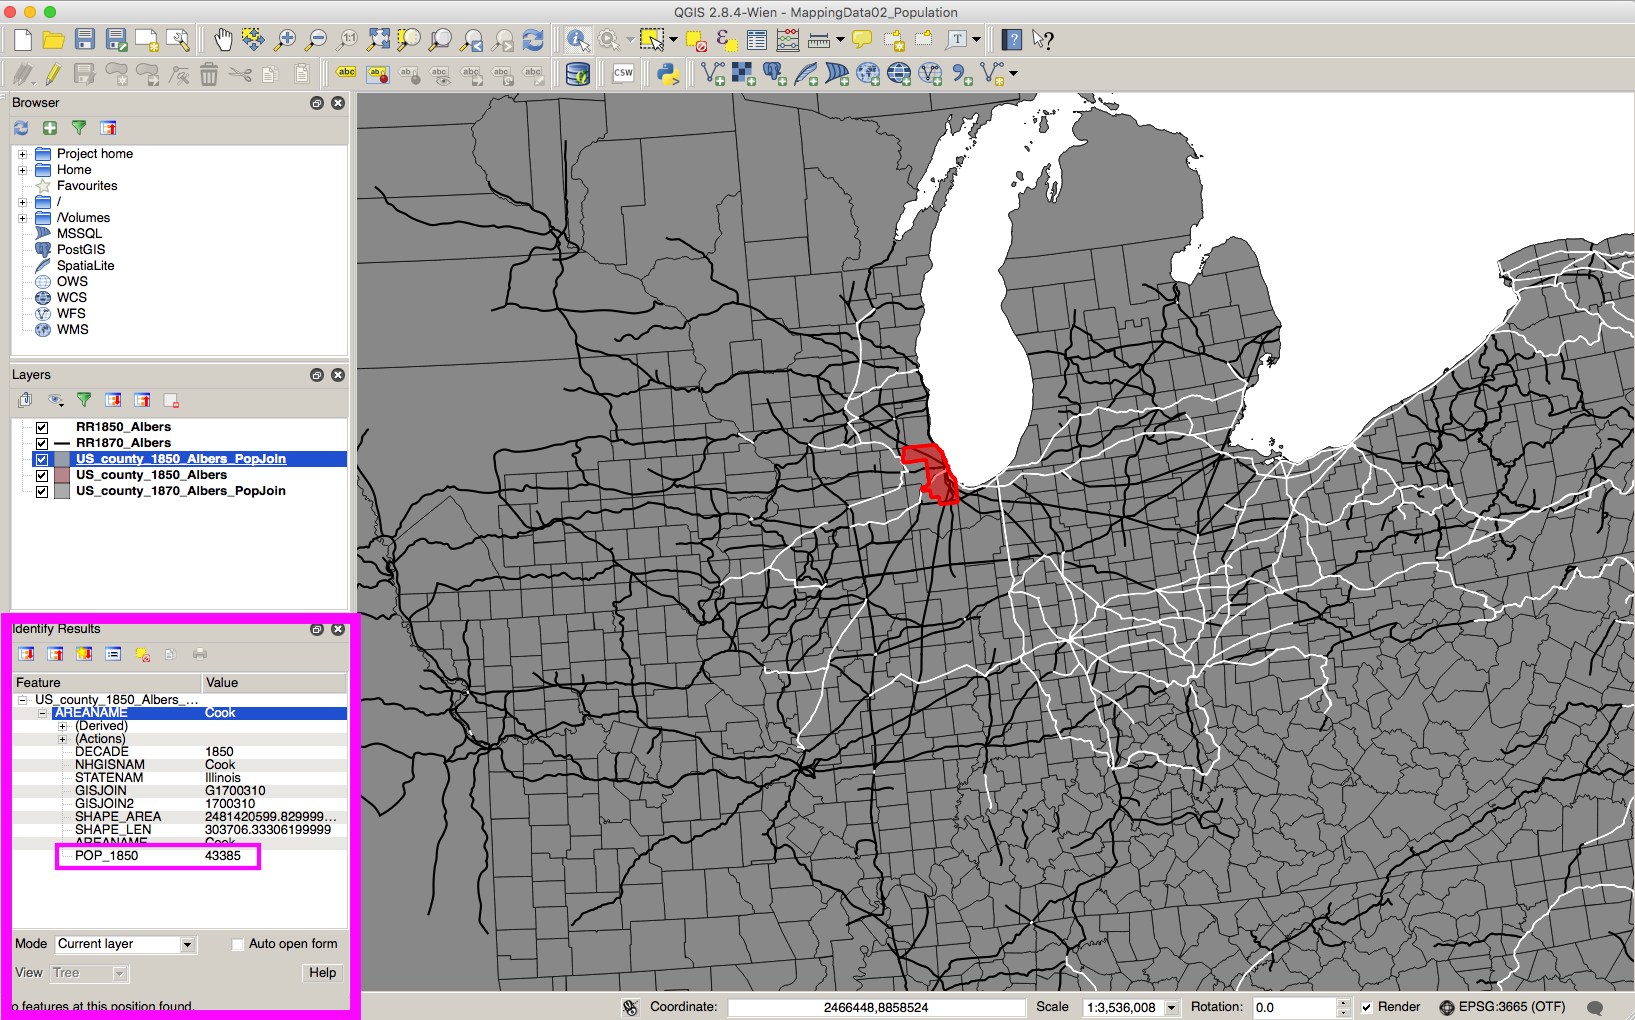 QGIS 2.8.4-Wien - MappingData02_Population
abc
ab
abc
CSW
T
?
Browser
Project home
Home
Favourites
/
/Volumes
MSSQL
PostGIS
SpatiaLite
OWS
WCS
WFS
WMS
Layers
RR1850_Albers
RR1870_Albers
US_county_1850_Albers_PopJoin
US_county_1850_Albers
US_county_1870_Albers_PopJoin
Identify Results
Feature Value
US_county_1850_Albers_...
AREANAME Cook
(Derived)
(Actions)
DECADE 1850
NHGISNAM Cook
STATENAM Illinois
GISJOIN G1700310
GISJOIN2 1700310
SHAPE_AREA 2481420599.829999...
SHAPE_LEN 303706.33306199999
AREANAME Cook
POP_1850 43385
Mode Current layer Auto open form
View Tree Help
o features at this position found.
Coordinate: 2466448,8858524 Scale 1:3,536,008 Rotation: 0.0 Render EPSG:3665 (OTF)